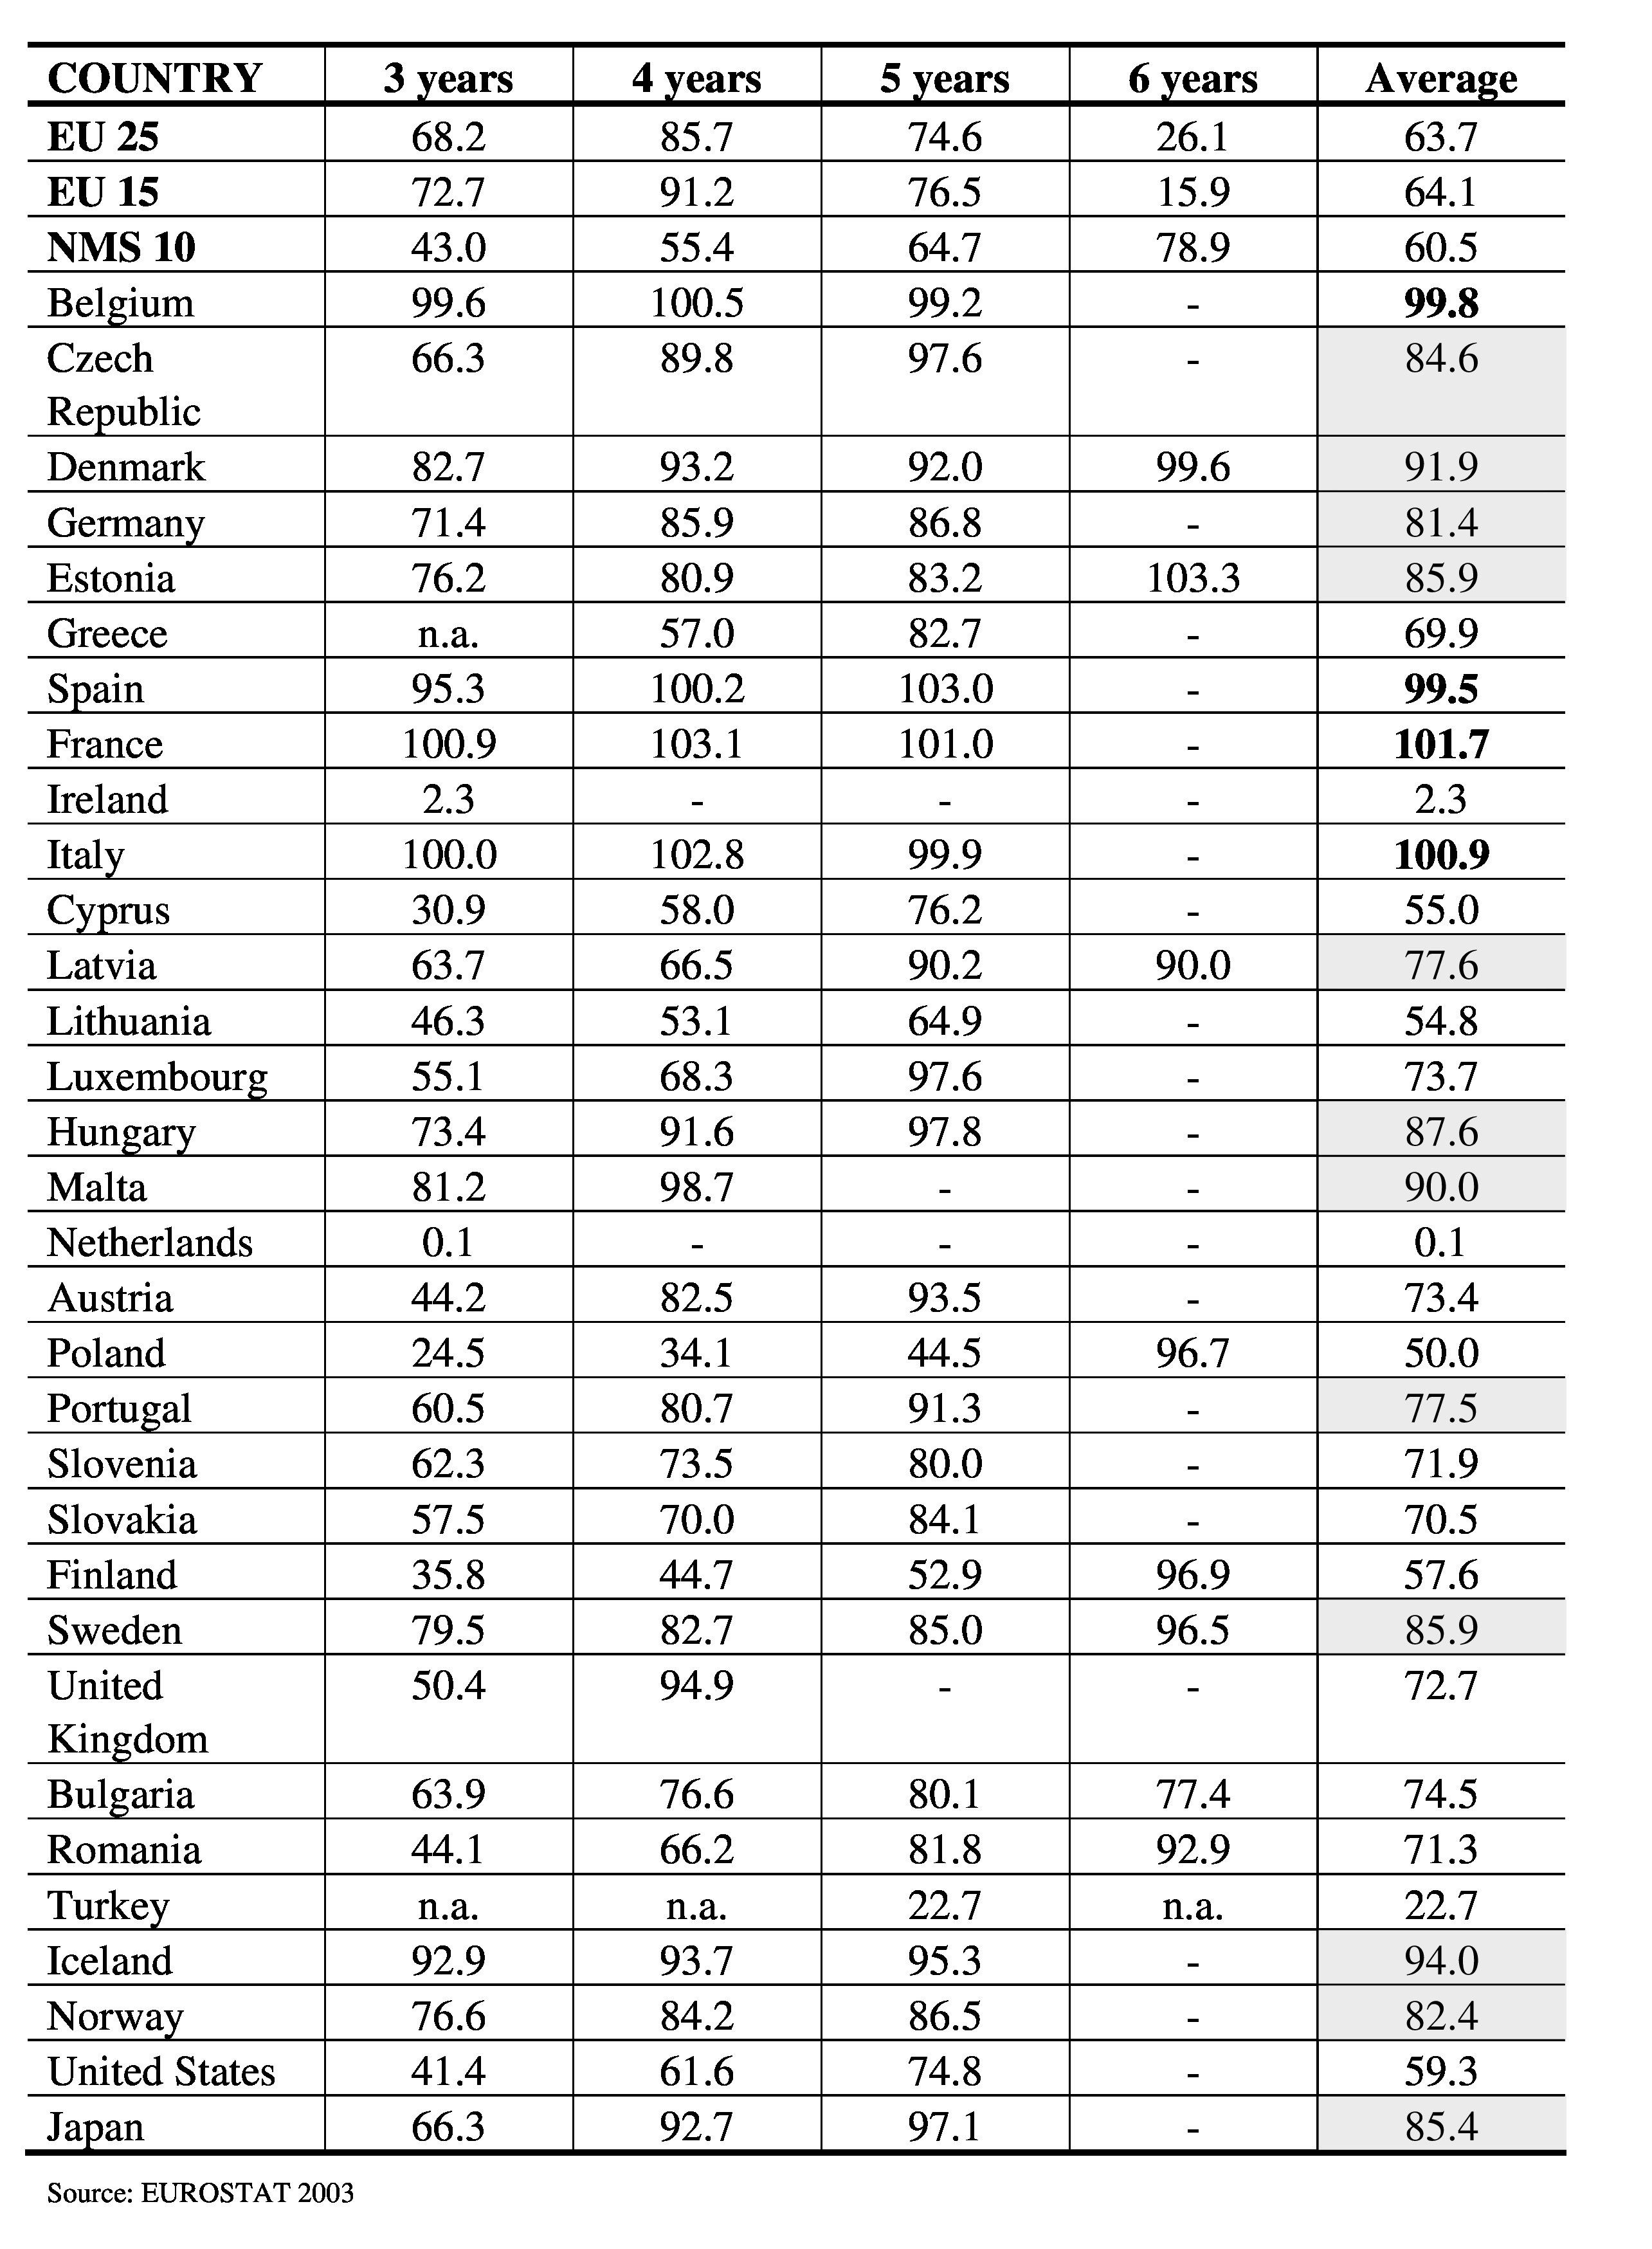 COUNTRY 3 years 4 years 5 years 6 years Average
EU 25 68.2 85.7 74.6 26.1 63.7
EU 15 72.7 91.2 76.5 15.9 64.1
NMS 10 43.0 55.4 64.7 78.9 60.5
Belgium 99.6 100.5 99.2 - 99.8
Czech 66.3 89.8 97.6 - 84.6
Republic
Denmark 82.7 93.2 92.0 99.6 91.9
Germany 71.4 85.9 86.8 - 81.4
Estonia 76.2 80.9 83.2 103.3 85.9
Greece n.a. 57.0 82.7 - 69.9
Spain 95.3 100.2 103.0 - 99.5
France 100.9 103.1 101.0 - 101.7
Ireland 2.3 - - - 2.3
Italy 100.0 102.8 99.9 - 100.9
Cyprus 30.9 58.0 76.2 - 55.0
Latvia 63.7 66.5 90.2 90.0 77.6
Lithuania 46.3 53.1 64.9 - 54.8
Luxembourg 55.1 68.3 97.6 - 73.7
Hungary 73.4 91.6 97.8 - 87.6
Malta 81.2 98.7 - - 90.0
Netherlands 0.1 - - - 0.1
Austria 44.2 82.5 93.5 - 73.4
Poland 24.5 34.1 44.5 96.7 50.0
Portugal 60.5 80.7 91.3 - 77.5
Slovenia 62.3 73.5 80.0 - 71.9
Slovakia 57.5 70.0 84.1 - 70.5
Finland 35.8 44.7 52.9 96.9 57.6
Sweden 79.5 82.7 85.0 96.5 85.9
United 50.4 94.9 - - 72.7
Kingdom
Bulgaria 63.9 76.6 80.1 77.4 74.5
Romania 44.1 66.2 81.8 92.9 71.3
Turkey n.a. n.a. 22.7 n.a. 22.7
Iceland 92.9 93.7 95.3 - 94.0
Norway 76.6 84.2 86.5 - 82.4
United States 41.4 61.6 74.8 - 59.3
Japan 66.3 92.7 97.1 - 85.4
Source: EUROSTAT 2003